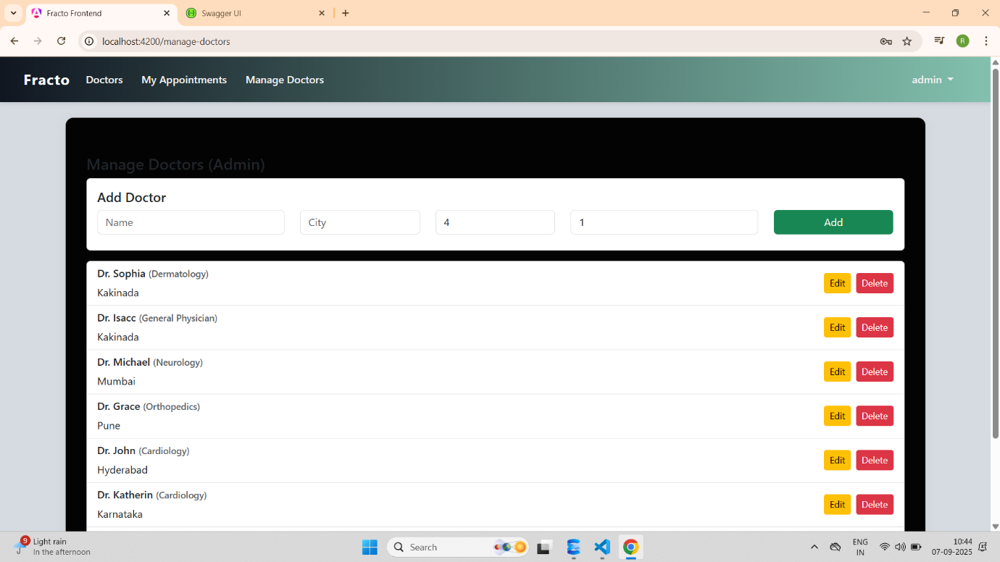 Fracto Frontend
Swagger UI
localhost:4200/manage-doctors
R
Fracto Doctors My Appointments Manage Doctors admin
Manage Doctors (Admin)
Add Doctor
Name City 4 1 Add
Dr. Sophia (Dermatology)
Kakinada
Edit Delete
Dr. Isacc (General Physician)
Kakinada
Edit Delete
Dr. Michael (Neurology)
Mumbai
Edit Delete
Dr. Grace (Orthopedics)
Pune
Edit Delete
Dr. John (Cardiology)
Hyderabad
Edit Delete
Dr. Katherin (Cardiology)
Karnataka
Edit Delete
9
Light rain
In the afternoon
Search
ENG
IN
10:44
07-09-2025